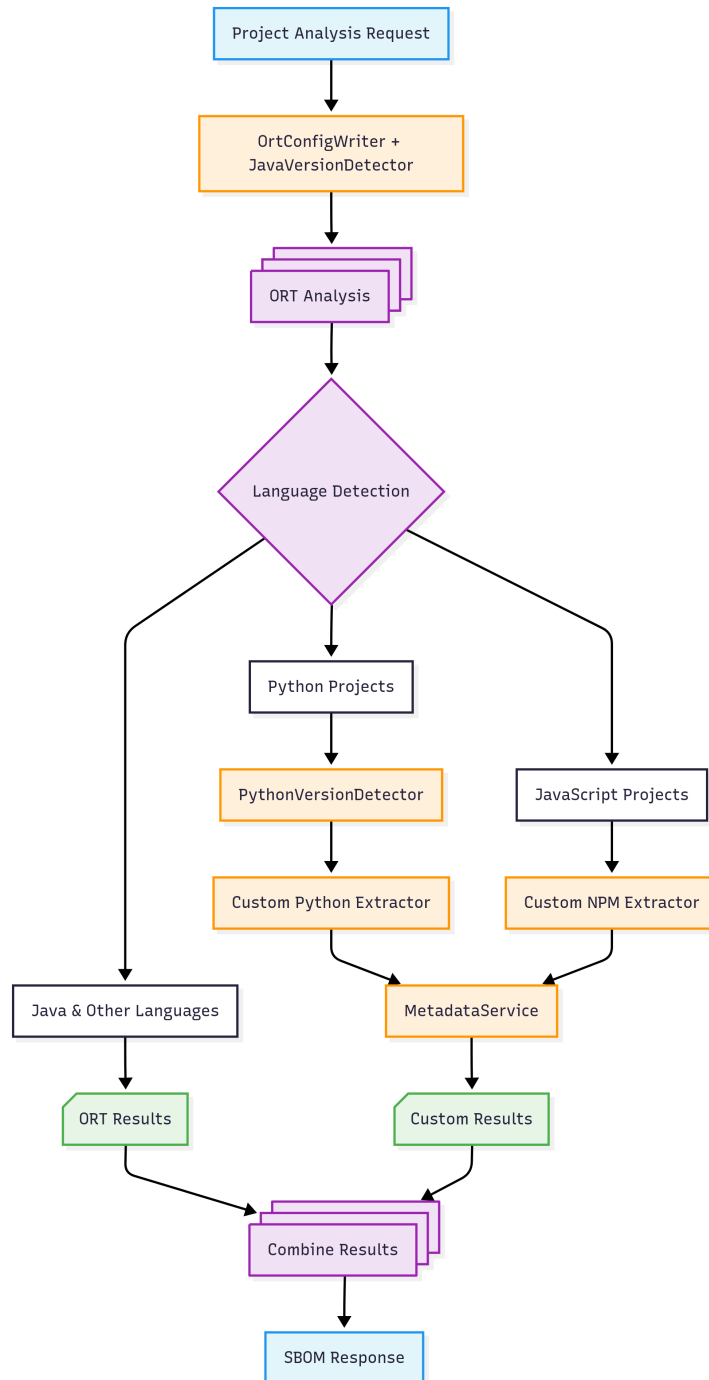 Project Analysis Request
OrtConfigWriter +
JavaVersionDetector
ORT Analysis
Language Detection
Python Projects
PythonVersionDetector
JavaScript Projects
Custom Python Extractor
Custom NPM Extractor
Java & Other Languages
MetadataService
ORT Results
Custom Results
Combine Results
SBOM Response